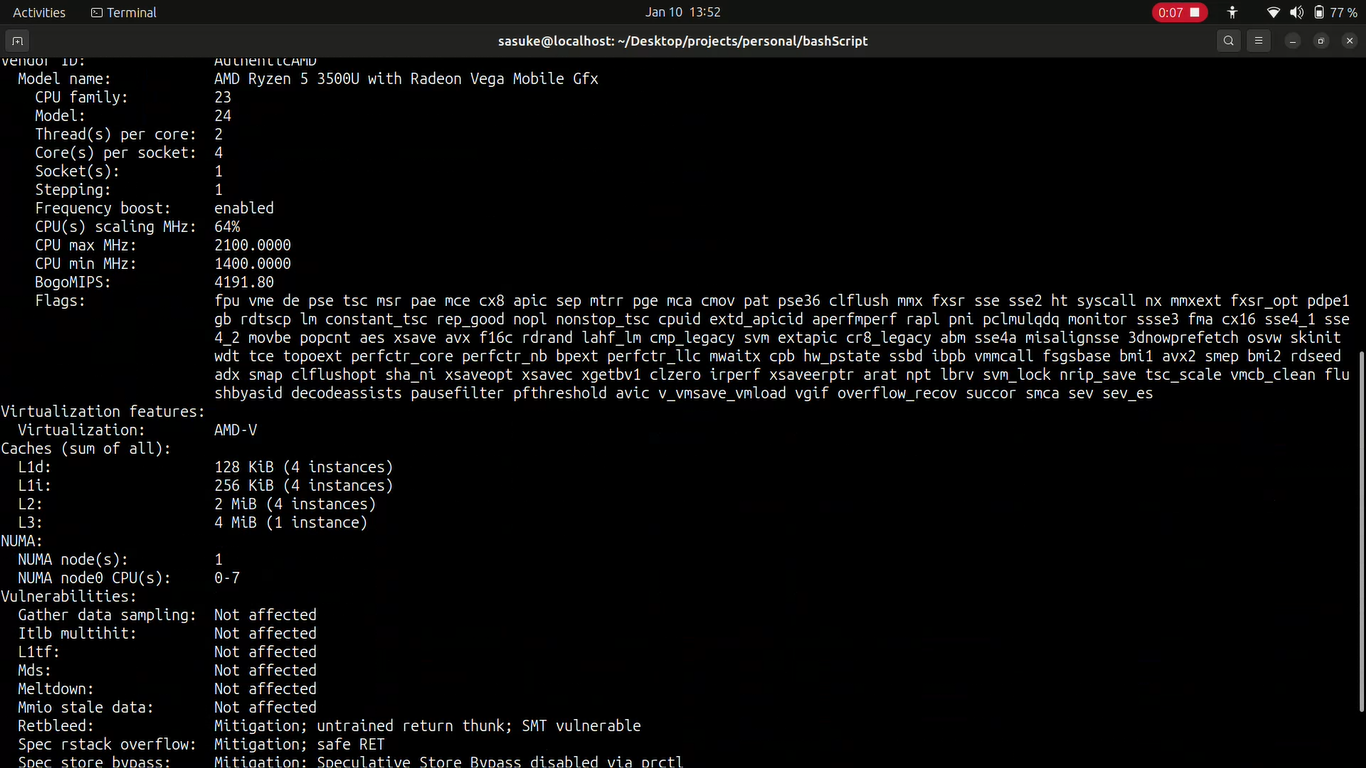 Activities Terminal Jan 10 13:52 0:07 77 %
sasuke@localhost: ~/Desktop/projects/personal/bashScript
Vendor ID: AuthenticAMD
Model name: AMD Ryzen 5 3500U with Radeon Vega Mobile Gfx
CPU family: 23
Model: 24
Thread(s) per core: 2
Core(s) per socket: 4
Socket(s): 1
Stepping: 1
Frequency boost: enabled
CPU(s) scaling MHz: 64%
CPU max MHz: 2100.0000
CPU min MHz: 1400.0000
BogoMIPS: 4191.80
Flags: fpu vme de pse tsc msr pae mce cx8 apic sep mtrr pge mca cmov pat pse36 clflush mmx fxsr sse sse2 ht syscall nx mmxext fxsr_opt pdpe1
gb rdtscp lm constant_tsc rep_good nopl nonstop_tsc cpuid extd_apicid aperfmperf rapl pni pclmulqdq monitor ssse3 fma cx16 sse4_1 sse
4_2 movbe popcnt aes xsave avx f16c rdrand lahf_lm cmp_legacy svm extapic cr8_legacy abm sse4a misalignsse 3dnowprefetch osvw skinit
wdt tce topoext perfctr_core perfctr_nb bpext perfctr_llc mwaitx cpb hw_pstate ssbd ibpb vmmcall fsgsbase bmi1 avx2 smep bmi2 rdseed
adx smap clflushopt sha_ni xsaveopt xsavec xgetbv1 clzero irperf xsaveerptr arat npt lbrv svm_lock nrip_save tsc_scale vmcb_clean flu
shbyasid decodeassists pausefilter pfthreshold avic v_vmsave_vmload vgif overflow_recov succor smca sev sev_es
Virtualization features:
Virtualization: AMD-V
Caches (sum of all):
L1d: 128 KiB (4 instances)
L1i: 256 KiB (4 instances)
L2: 2 MiB (4 instances)
L3: 4 MiB (1 instance)
NUMA:
NUMA node(s): 1
NUMA node0 CPU(s): 0-7
Vulnerabilities:
Gather data sampling: Not affected
Itlb multihit: Not affected
L1tf: Not affected
Mds: Not affected
Meltdown: Not affected
Mmio stale data: Not affected
Retbleed: Mitigation; untrained return thunk; SMT vulnerable
Spec rstack overflow: Mitigation; safe RET
Spec store bypass: Mitigation; Speculative Store Bypass disabled via prctl